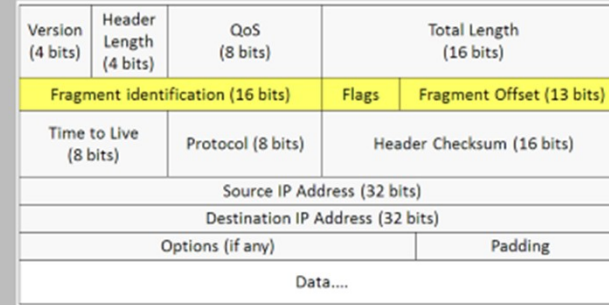 Version
(4 bits)
Header
Length
(4 bits)
QoS
(8 bits)
Total Length
(16 bits)
Fragment identification (16 bits)
Flags
Fragment Offset (13 bits)
Time to Live
(8 bits)
Protocol (8 bits)
Header Checksum (16 bits)
Source IP Address (32 bits)
Destination IP Address (32 bits)
Options (if any)
Padding
Data....